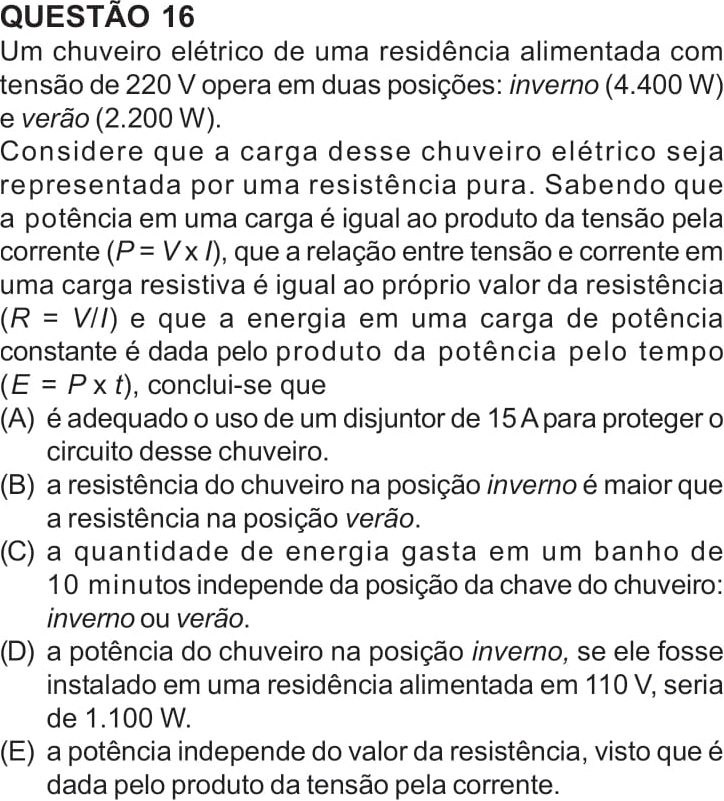 QUESTÃO 16
Um chuveiro elétrico de uma residência alimentada com
tensão de 220 V opera em duas posições: inverno (4.400 W)
e verão (2.200 W).
Considere que a carga desse chuveiro elétrico seja
representada por uma resistência pura. Sabendo que
a potência em uma carga é igual ao produto da tensão pela
corrente (P = V x I), que a relação entre tensão e corrente em
uma carga resistiva é igual ao próprio valor da resistência
(R = V/I) e que a energia em uma carga de potência
constante é dada pelo produto da potência pelo tempo
(E = P x t), conclui-se que
(A) é adequado o uso de um disjuntor de 15 A para proteger o
circuito desse chuveiro.
(B) a resistência do chuveiro na posição inverno é maior que
a resistência na posição verão.
(C) a quantidade de energia gasta em um banho de
10 minutos independe da posição da chave do chuveiro:
inverno ou verão.
(D) a potência do chuveiro na posição inverno, se ele fosse
instalado em uma residência alimentada em 110 V, seria
de 1.100 W.
(E) a potência independe do valor da resistência, visto que é
dada pelo produto da tensão pela corrente.